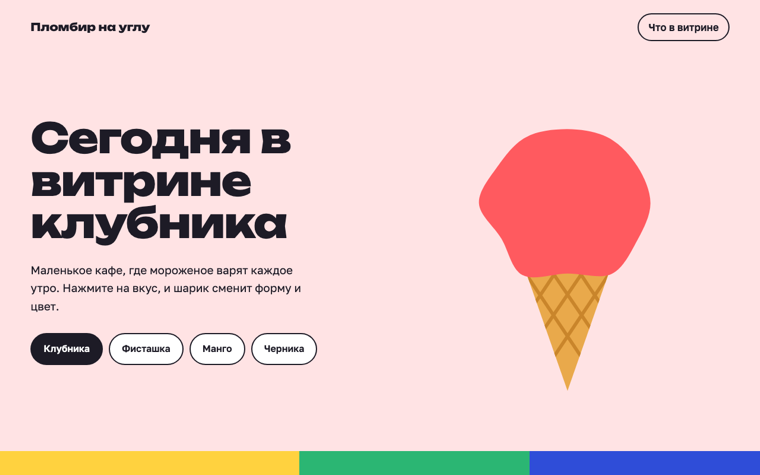 Пломбир на углу
Что в витрине
Сегодня в
витрине
клубника
Маленькое кафе, где мороженое варят каждое
утро. Нажмите на вкус, и шарик сменит форму и
цвет.
Клубника
Фисташка
Манго
Черника